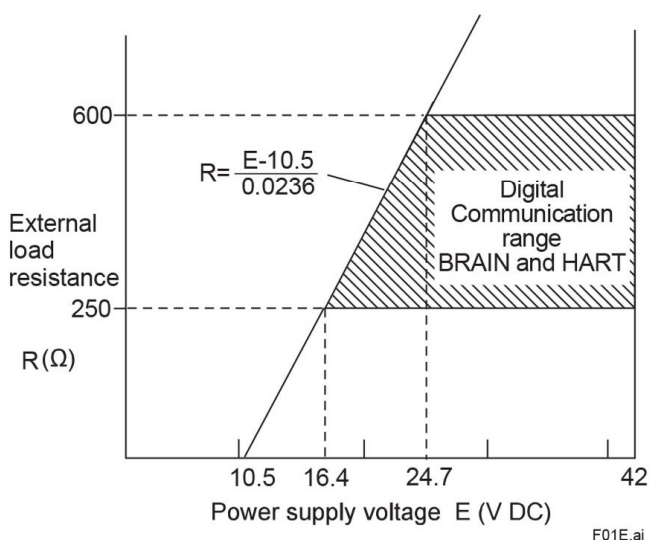 600
R= E-10.5
0.0236
Digital
Communication
range
BRAIN and HART
External
load
resistance
250
R (Ω)
10.5 16.4 24.7 42
Power supply voltage E (V DC)
F01E.ai